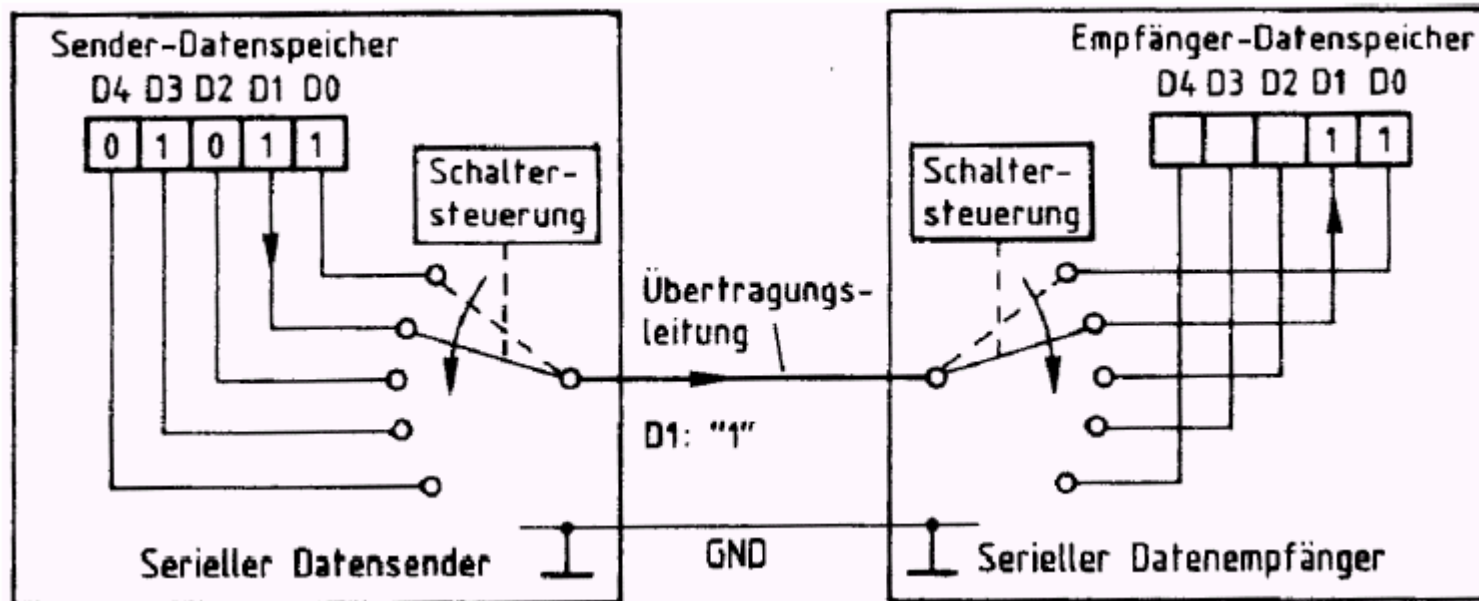 Sender-Datenspeicher
D4 D3 D2 D1 D0
0 1 0 1 1
Schalter-
steuerung
Serieller Datensender
Übertragungs-
leitung
D1: "1"
GND
Empfänger-Datenspeicher
D4 D3 D2 D1 D0
1 1
Schalter-
steuerung
Serieller Datenempfänger